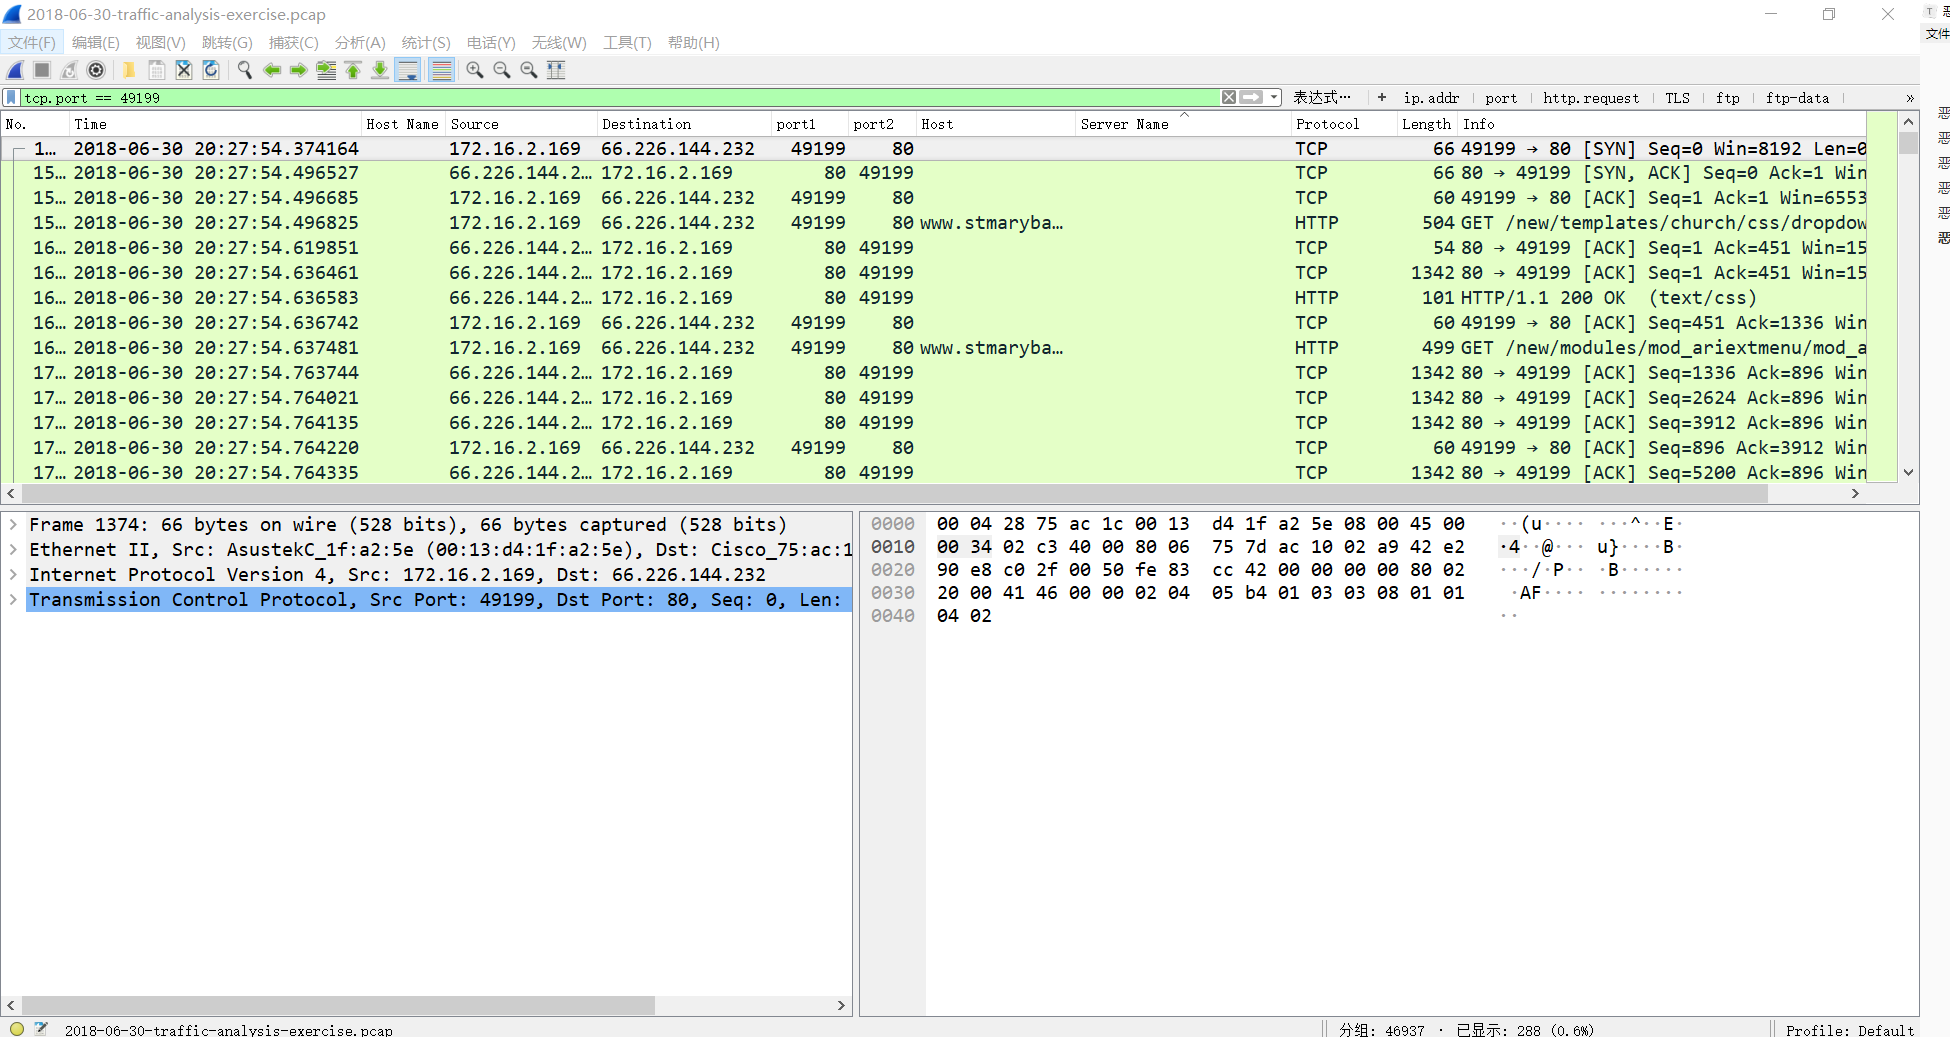 2018-06-30-traffic-analysis-exercise.pcap
文件(F) 编辑(E) 视图(V) 跳转(G) 捕获(C) 分析(A) 统计(S) 电话(Y) 无线(W) 工具(T) 帮助(H)
文件
tcp.port == 49199 表达式… + ip.addr port http.request TLS ftp ftp-data »
No. Time Host Name Source Destination port1 port2 Host Server Name Protocol Length Info
1… 2018-06-30 20:27:54.374164 172.16.2.169 66.226.144.232 49199 80 TCP 66 49199 → 80 [SYN] Seq=0 Win=8192 Len=0
15… 2018-06-30 20:27:54.496527 66.226.144.2… 172.16.2.169 80 49199 TCP 66 80 → 49199 [SYN, ACK] Seq=0 Ack=1 Win
15… 2018-06-30 20:27:54.496685 172.16.2.169 66.226.144.232 49199 80 TCP 60 49199 → 80 [ACK] Seq=1 Ack=1 Win=6553
15… 2018-06-30 20:27:54.496825 172.16.2.169 66.226.144.232 49199 80 www.stmaryba… HTTP 504 GET /new/templates/church/css/dropdow
16… 2018-06-30 20:27:54.619851 66.226.144.2… 172.16.2.169 80 49199 TCP 54 80 → 49199 [ACK] Seq=1 Ack=451 Win=15
16… 2018-06-30 20:27:54.636461 66.226.144.2… 172.16.2.169 80 49199 TCP 1342 80 → 49199 [ACK] Seq=1 Ack=451 Win=15
16… 2018-06-30 20:27:54.636583 66.226.144.2… 172.16.2.169 80 49199 HTTP 101 HTTP/1.1 200 OK (text/css)
16… 2018-06-30 20:27:54.636742 172.16.2.169 66.226.144.232 49199 80 TCP 60 49199 → 80 [ACK] Seq=451 Ack=1336 Win
16… 2018-06-30 20:27:54.637481 172.16.2.169 66.226.144.232 49199 80 www.stmaryba… HTTP 499 GET /new/modules/mod_ariextmenu/mod_a
17… 2018-06-30 20:27:54.763744 66.226.144.2… 172.16.2.169 80 49199 TCP 1342 80 → 49199 [ACK] Seq=1336 Ack=896 Win
17… 2018-06-30 20:27:54.764021 66.226.144.2… 172.16.2.169 80 49199 TCP 1342 80 → 49199 [ACK] Seq=2624 Ack=896 Win
17… 2018-06-30 20:27:54.764135 66.226.144.2… 172.16.2.169 80 49199 TCP 1342 80 → 49199 [ACK] Seq=3912 Ack=896 Win
17… 2018-06-30 20:27:54.764220 172.16.2.169 66.226.144.232 49199 80 TCP 60 49199 → 80 [ACK] Seq=896 Ack=3912 Win
17… 2018-06-30 20:27:54.764335 66.226.144.2… 172.16.2.169 80 49199 TCP 1342 80 → 49199 [ACK] Seq=5200 Ack=896 Win
Frame 1374: 66 bytes on wire (528 bits), 66 bytes captured (528 bits)
Ethernet II, Src: AsustekC_1f:a2:5e (00:13:d4:1f:a2:5e), Dst: Cisco_75:ac:1
Internet Protocol Version 4, Src: 172.16.2.169, Dst: 66.226.144.232
Transmission Control Protocol, Src Port: 49199, Dst Port: 80, Seq: 0, Len:
0000 00 04 28 75 ac 1c 00 13 d4 1f a2 5e 08 00 45 00 ··(u···· ···^··E·
0010 00 34 02 c3 40 00 80 06 75 7d ac 10 02 a9 42 e2 ·4··@··· u}····B·
0020 90 e8 c0 2f 00 50 fe 83 cc 42 00 00 00 00 80 02 ···/·P·· ·B······
0030 20 00 41 46 00 00 02 04 05 b4 01 03 03 08 01 01 ·AF···· ········
0040 04 02 ··
2018-06-30-traffic-analysis-exercise.pcap 分组: 46937 · 已显示: 288 (0.6%) Profile: Default